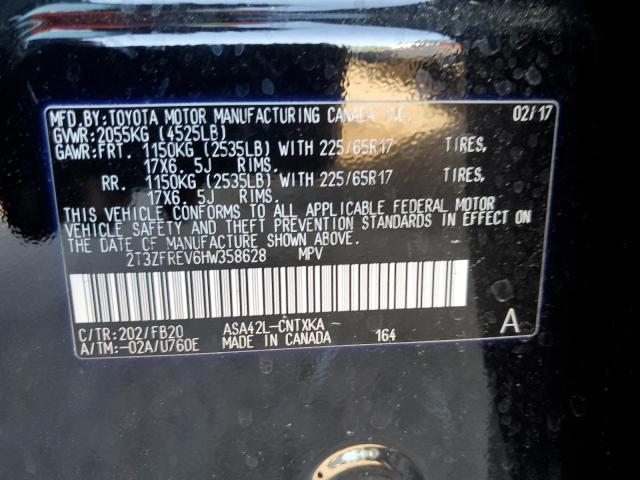 MFD.BY:TOYOTA MOTOR MANUFACTURING CANADA INC. 02/17
GVWR:2055KG (4525LB)
GAWR:FRT. 1150KG (2535LB) WITH 225/65R17 TIRES,
17X6.5J RIMS.
RR. 1150KG (2535LB) WITH 225/65R17 TIRES,
17X6.5J RIMS.
THIS VEHICLE CONFORMS TO ALL APPLICABLE FEDERAL MOTOR
VEHICLE SAFETY AND THEFT PREVENTION STANDARDS IN EFFECT ON
THE DATE OF MANUFACTURE SHOWN ABOVE.
2T3ZFREV6HW358628 MPV
C/TR:202/FB20 ASA42L-CNTXKA A
A/TM:-02A/U760E MADE IN CANADA 164